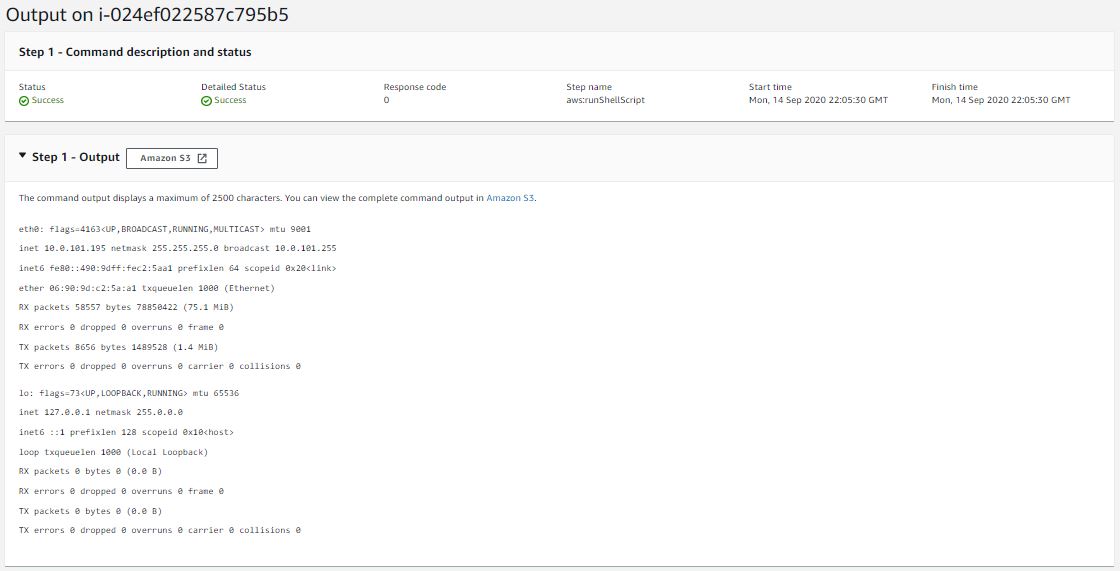 Output on i-024ef022587c795b5
Step 1 - Command description and status
Status
Detailed Status
Response code
Step name
Start time
Finish time
Success
Success
0
aws:runShellScript
Mon, 14 Sep 2020 22:05:30 GMT
Mon, 14 Sep 2020 22:05:30 GMT
Step 1 - Output
Amazon S3
The command output displays a maximum of 2500 characters. You can view the complete command output in Amazon S3.
eth0: flags=4163<UP,BROADCAST,RUNNING,MULTICAST> mtu 9001
inet 10.0.101.195 netmask 255.255.255.0 broadcast 10.0.101.255
inet6 fe80::490:9dff:fec2:5aa1 prefixlen 64 scopeid 0x20<link>
ether 06:90:9d:c2:5a:a1 txqueuelen 1000 (Ethernet)
RX packets 58557 bytes 78850422 (75.1 MiB)
RX errors 0 dropped 0 overruns 0 frame 0
TX packets 8656 bytes 1489528 (1.4 MiB)
TX errors 0 dropped 0 overruns 0 carrier 0 collisions 0
lo: flags=73<UP,LOOPBACK,RUNNING> mtu 65536
inet 127.0.0.1 netmask 255.0.0.0
inet6 ::1 prefixlen 128 scopeid 0x10<host>
loop txqueuelen 1000 (Local Loopback)
RX packets 0 bytes 0 (0.0 B)
RX errors 0 dropped 0 overruns 0 frame 0
TX packets 0 bytes 0 (0.0 B)
TX errors 0 dropped 0 overruns 0 carrier 0 collisions 0